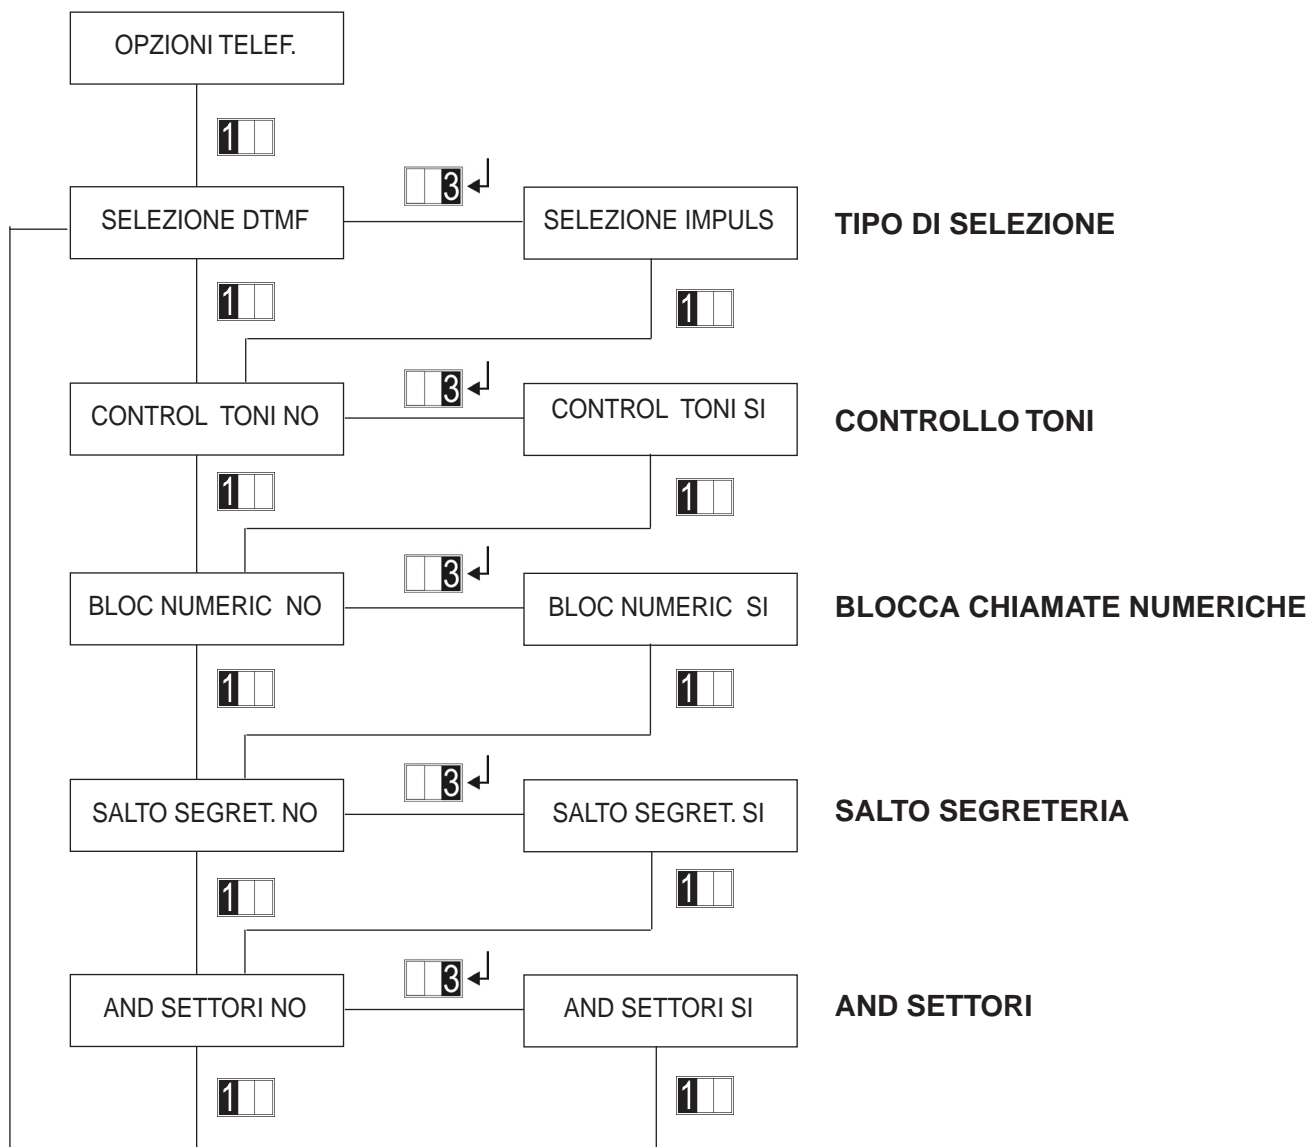 OPZIONI TELEF.
1
3
SELEZIONE DTMF
SELEZIONE IMPULS
TIPO DI SELEZIONE
1
1
3
CONTROL TONI NO
CONTROL TONI SI
CONTROLLO TONI
1
1
3
BLOC NUMERIC NO
BLOC NUMERIC SI
BLOCCA CHIAMATE NUMERICHE
1
1
3
SALTO SEGRET. NO
SALTO SEGRET. SI
SALTO SEGRETERIA
1
1
3
AND SETTORI NO
AND SETTORI SI
AND SETTORI
1
1